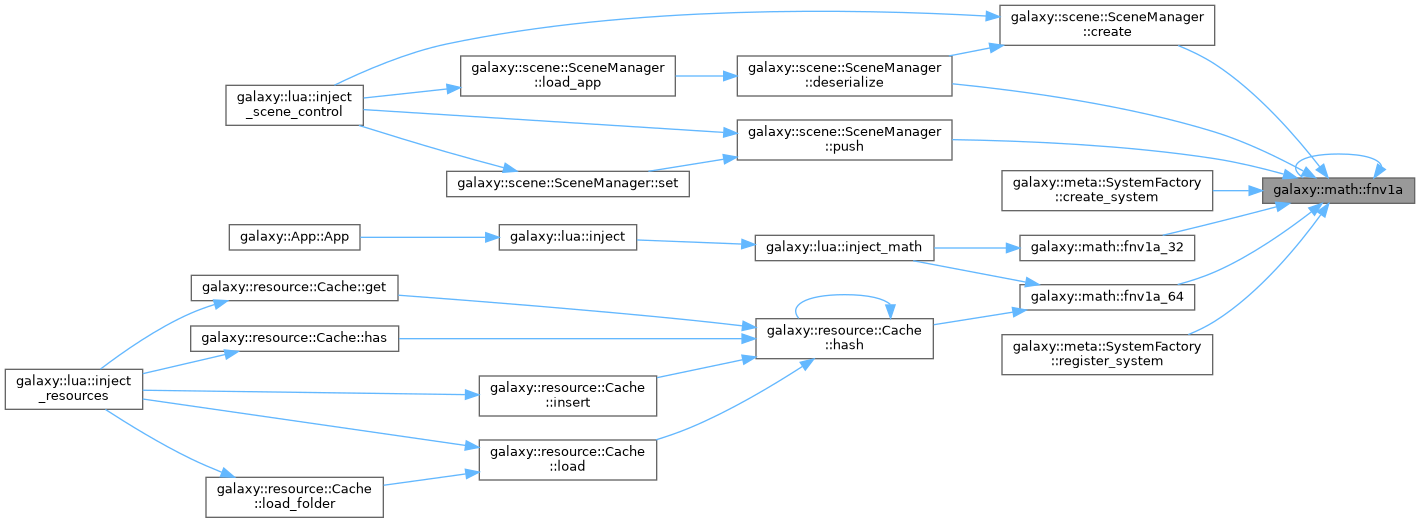 galaxy::scene::SceneManager
::create
galaxy::scene::SceneManager
::load_app
galaxy::scene::SceneManager
::deserialize
galaxy::lua::inject
_scene_control
galaxy::scene::SceneManager
::push
galaxy::scene::SceneManager::set
galaxy::meta::SystemFactory
::create_system
galaxy::math::fnv1a
galaxy::App::App
galaxy::lua::inject
galaxy::lua::inject_math
galaxy::math::fnv1a_32
galaxy::resource::Cache::get
galaxy::math::fnv1a_64
galaxy::resource::Cache::has
galaxy::resource::Cache
::hash
galaxy::meta::SystemFactory
::register_system
galaxy::lua::inject
_resources
galaxy::resource::Cache
::insert
galaxy::resource::Cache
::load
galaxy::resource::Cache
::load_folder